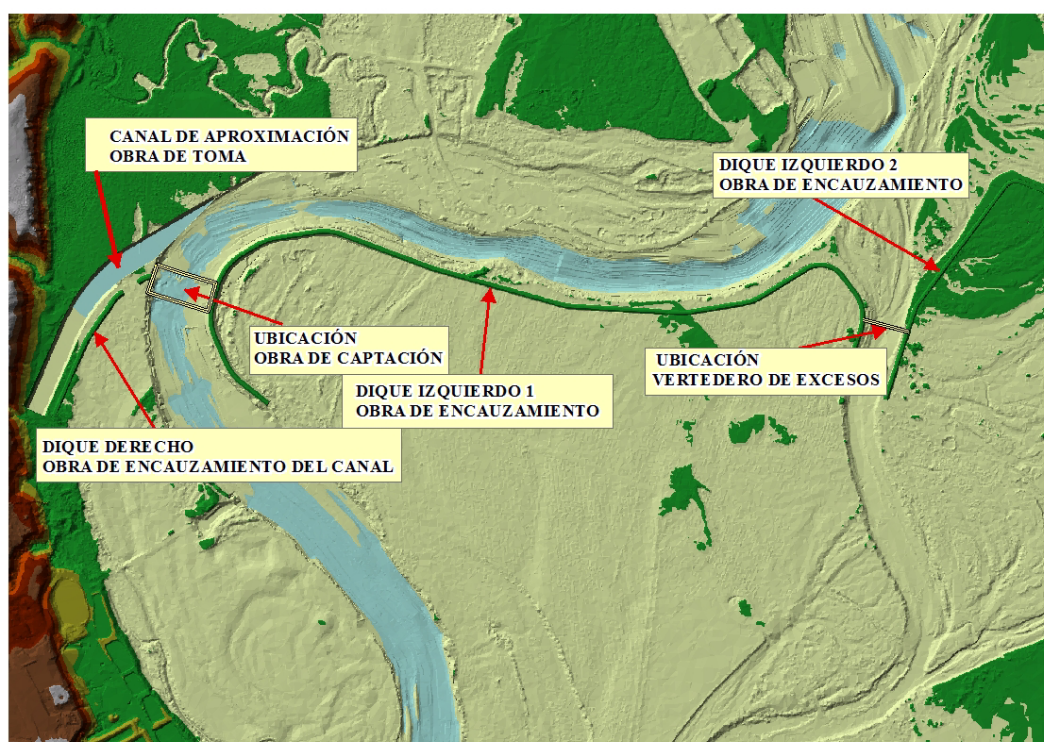 CANAL DE APROXIMACIÓN
OBRA DE TOMA
DIQUE IZQUIERDO 2
OBRA DE ENCAUZAMIENTO
UBICACIÓN
OBRA DE CAPTACIÓN
UBICACIÓN
VERTEDERO DE EXCESOS
DIQUE IZQUIERDO 1
OBRA DE ENCAUZAMIENTO
DIQUE DERECHO
OBRA DE ENCAUZAMIENTO DEL CANAL